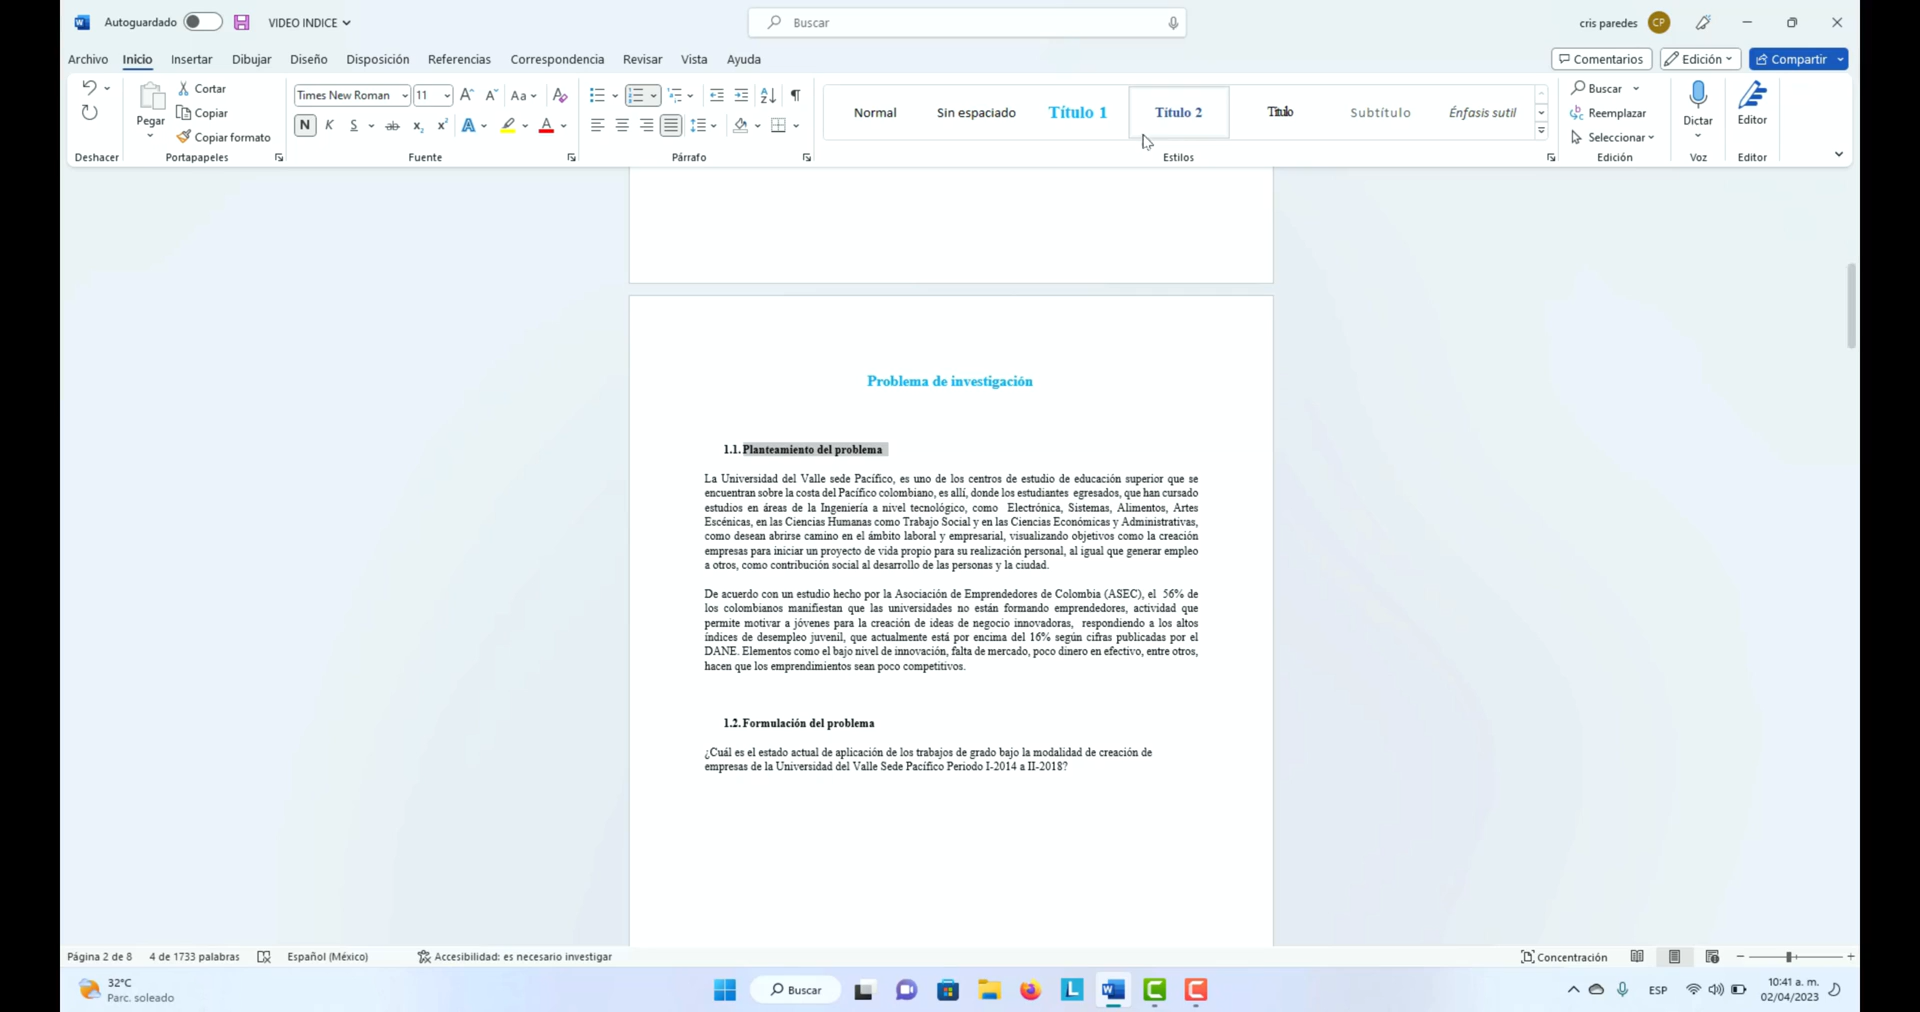 Autoguardado
VIDEO INDICE
Buscar
cris paredes
CP
Archivo
Inicio
Insertar
Dibujar
Diseño
Disposición
Referencias
Correspondencia
Revisar
Vista
Ayuda
Comentarios
Edición
Compartir
Deshacer
Pegar
Cortar
Copiar
Copiar formato
Portapapeles
Times New Roman
11
Aa
N K S ab x₂ x² A A
Fuente
Párrafo
Normal
Sin espaciado
Título 1
Título 2
Título
Subtítulo
Énfasis sutil
Estilos
Buscar
Reemplazar
Seleccionar
Edición
Dictar
Voz
Editor
Editor
Problema de investigación
1.1. Planteamiento del problema
La Universidad del Valle sede Pacífico, es uno de los centros de estudio de educación superior que se
encuentran sobre la costa del Pacífico colombiano, es allí, donde los estudiantes egresados, que han cursado
estudios en áreas de la Ingeniería a nivel tecnológico, como Electrónica, Sistemas, Alimentos, Artes
Escénicas, en las Ciencias Humanas como Trabajo Social y en las Ciencias Económicas y Administrativas,
como desean abrirse camino en el ámbito laboral y empresarial, visualizando objetivos como la creación
empresas para iniciar un proyecto de vida propio para su realización personal, al igual que generar empleo
a otros, como contribución social al desarrollo de las personas y la ciudad.
De acuerdo con un estudio hecho por la Asociación de Emprendedores de Colombia (ASEC), el 56% de
los colombianos manifiestan que las universidades no están formando emprendedores, actividad que
permite motivar a jóvenes para la creación de ideas de negocio innovadoras, respondiendo a los altos
índices de desempleo juvenil, que actualmente está por encima del 16% según cifras publicadas por el
DANE. Elementos como el bajo nivel de innovación, falta de mercado, poco dinero en efectivo, entre otros,
hacen que los emprendimientos sean poco competitivos.
1.2. Formulación del problema
¿Cuál es el estado actual de aplicación de los trabajos de grado bajo la modalidad de creación de
empresas de la Universidad del Valle Sede Pacífico Periodo I-2014 a II-2018?
Página 2 de 8
4 de 1733 palabras
Español (México)
Accesibilidad: es necesario investigar
Concentración
32°C
Parc. soleado
Buscar
ESP
10:41 a. m.
02/04/2023